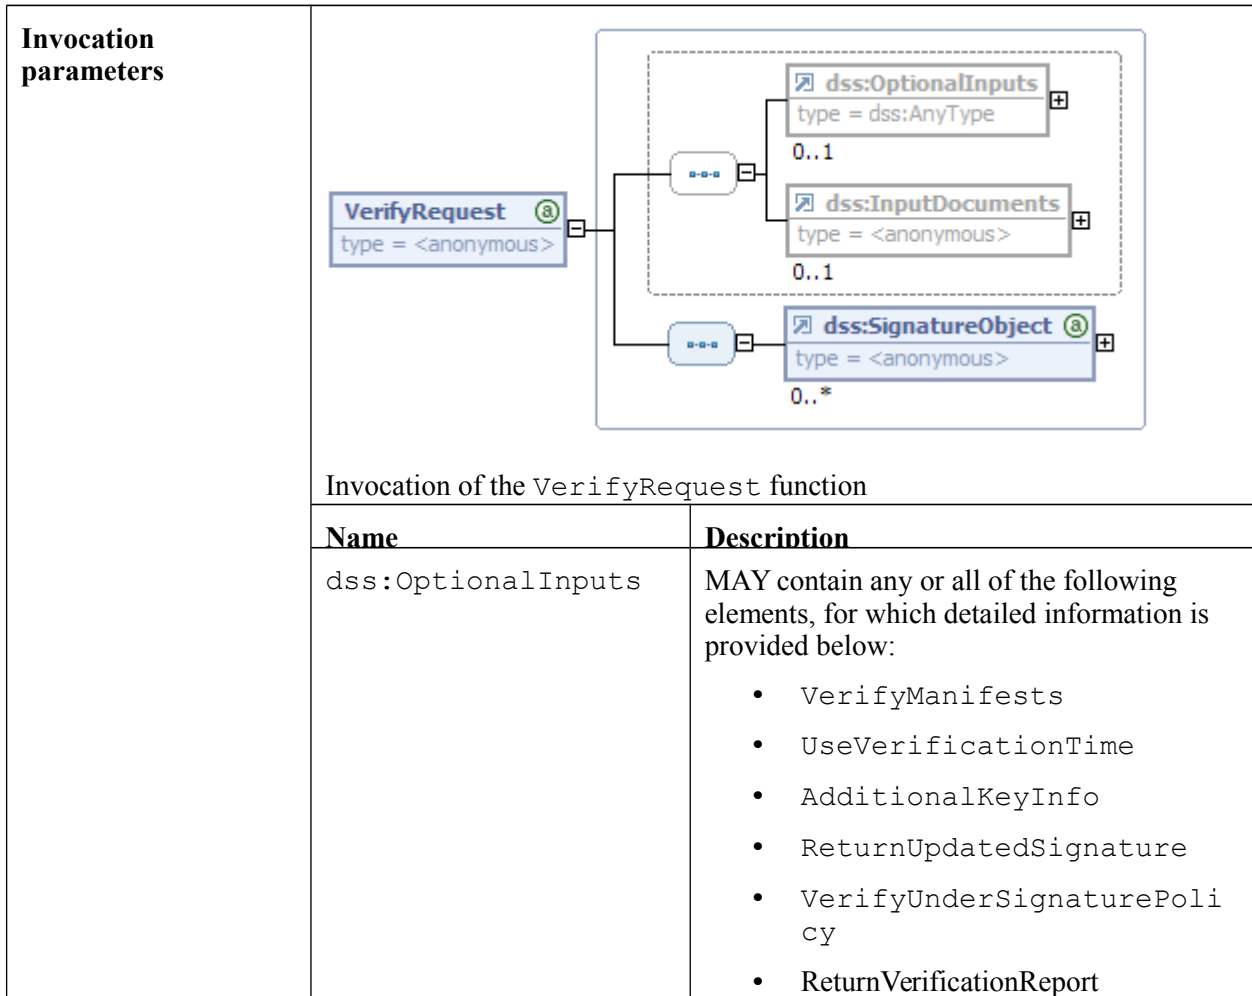 Invocation
parameters
dss:OptionalInputs
type = dss:AnyType
0..1
VerifyRequest
type = <anonymous>
dss:InputDocuments
type = <anonymous>
0..1
dss:SignatureObject
type = <anonymous>
0..*
Invocation of the VerifyRequest function
Name Description
dss:OptionalInputs MAY contain any or all of the following
elements, for which detailed information is
provided below:
• VerifyManifests
• UseVerificationTime
• AdditionalKeyInfo
• ReturnUpdatedSignature
• VerifyUnderSignaturePoli
cy
• ReturnVerificationReport